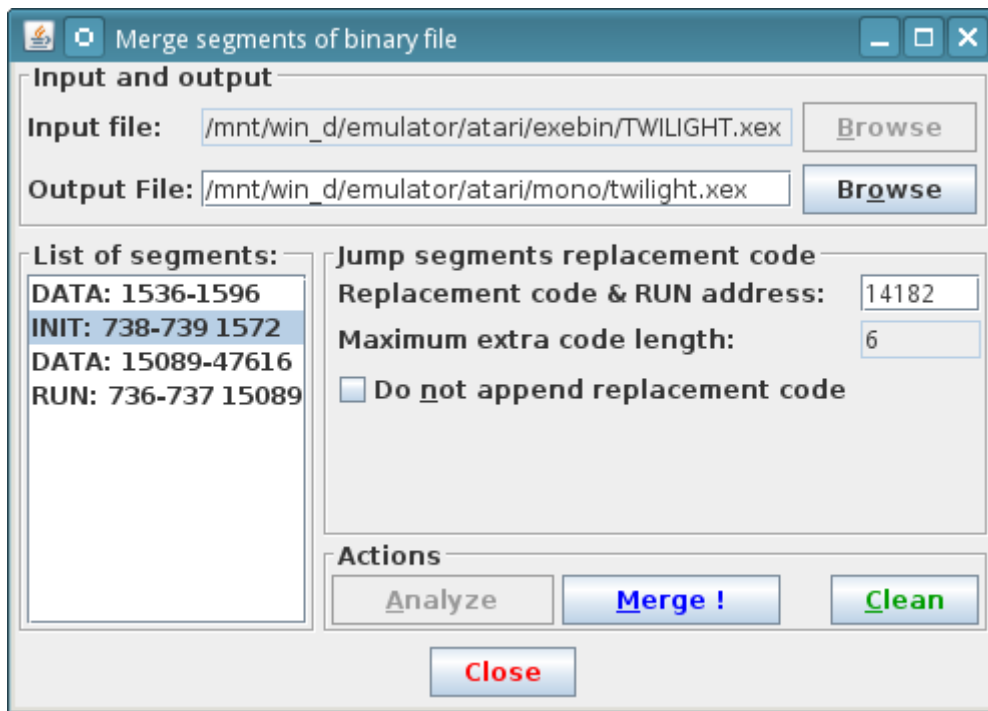 Merge segments of binary file
Input and output
Input file: /mnt/win_d/emulator/atari/exebin/TWILIGHT.xex Browse
Output File: /mnt/win_d/emulator/atari/mono/twilight.xex Browse
List of segments:
DATA: 1536-1596
INIT: 738-739 1572
DATA: 15089-47616
RUN: 736-737 15089
Jump segments replacement code
Replacement code & RUN address: 14182
Maximum extra code length: 6
Do not append replacement code
Actions
Analyze Merge ! Clean
Close